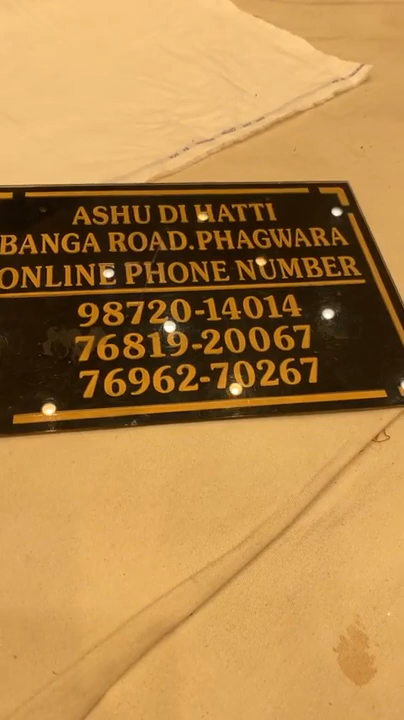 ASHU DI HATTI
BANGA ROAD.PHAGWARA
ONLINE PHONE NUMBER
98720-14014
76819-20067
76962-70267